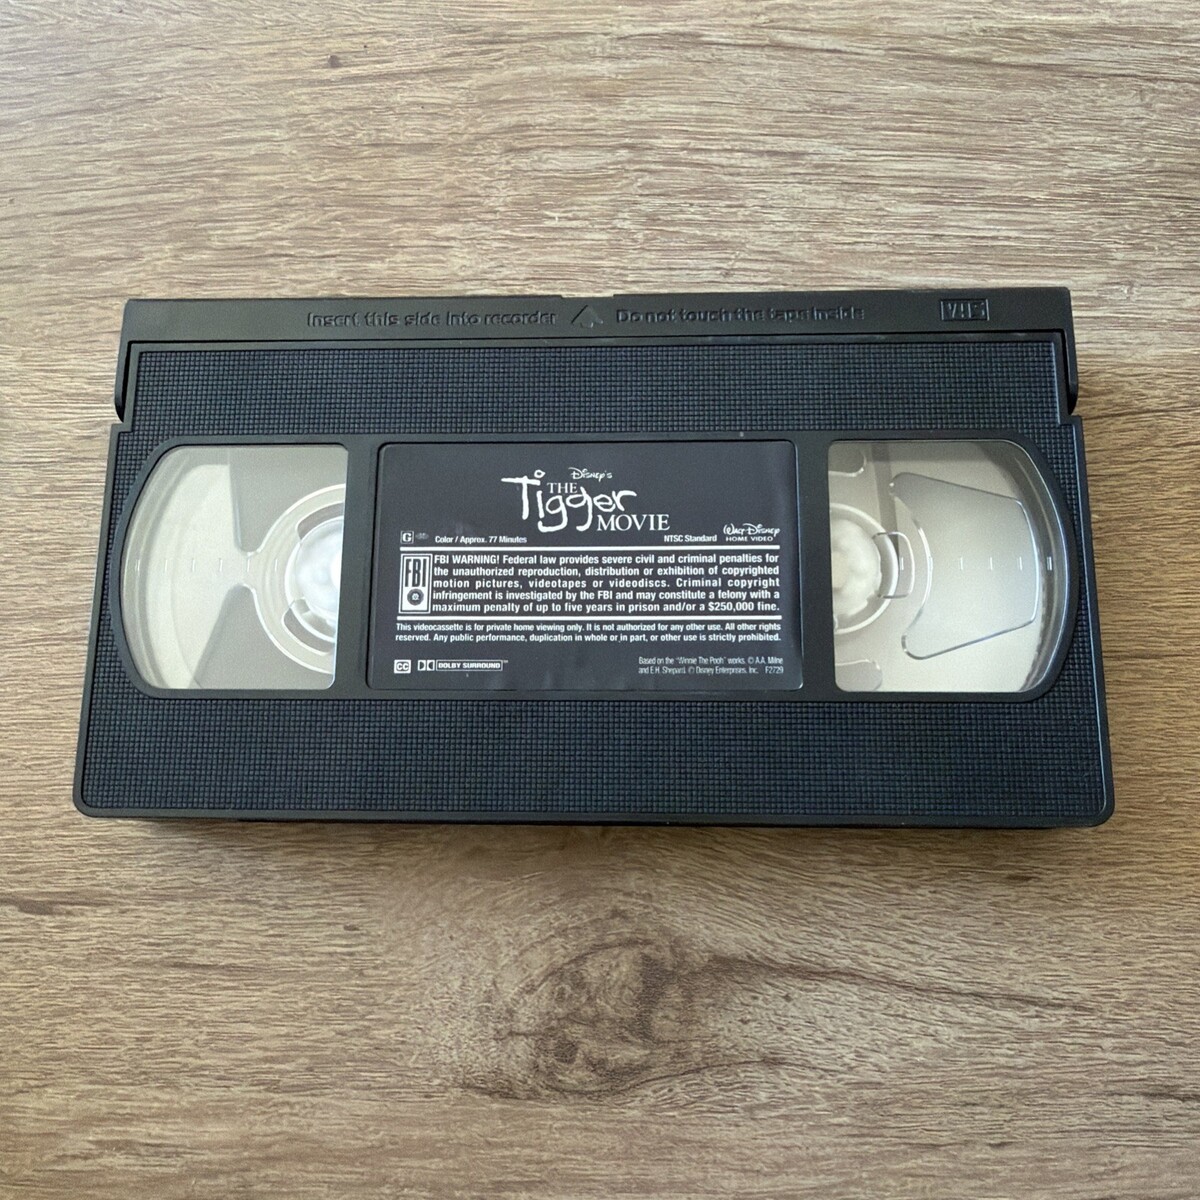 Insert this side into recorder Do not touch the tape inside VHS
Disney's
THE
Tigger
MOVIE
G Color / Approx. 77 Minutes NTSC Standard Walt Disney
HOME VIDEO
FBI
FBI WARNING! Federal law provides severe civil and criminal penalties for
the unauthorized reproduction, distribution or exhibition of copyrighted
motion pictures, videotapes or videodiscs. Criminal copyright
infringement is investigated by the FBI and may constitute a felony with a
maximum penalty of up to five years in prison and/or a $250,000 fine.
This videocassette is for private home viewing only. It is not authorized for any other use. All other rights
reserved. Any public performance, duplication in whole or in part, or other use is strictly prohibited.
CC DOLBY SURROUND™
Based on the "Winnie The Pooh" works. © A.A. Milne
and E.H. Shepard. © Disney Enterprises, Inc. F2729